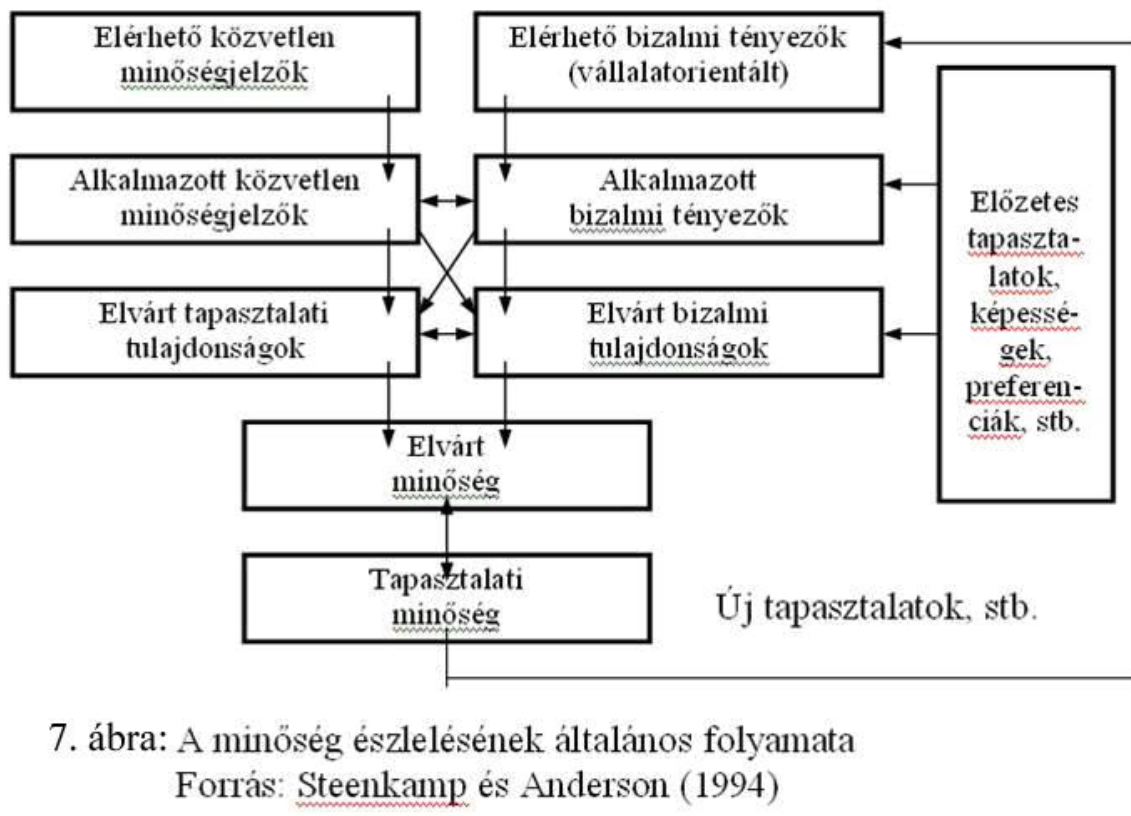 Elérhető közvetlen
minőségjelzők
Elérhető bizalmi tényezők
(vállalatorientált)
Alkalmazott közvetlen
minőségjelzők
Alkalmazott
bizalmi tényezők
Elvárt tapasztalati
tulajdonságok
Elvárt bizalmi
tulajdonságok
Előzetes
tapaszta-
latok,
képessé-
gek,
preferen-
ciák, stb.
Elvárt
minőség
Tapasztalati
minőség
Új tapasztalatok, stb.
7. ábra: A minőség észlelésének általános folyamata
Forrás: Steenkamp és Anderson (1994)